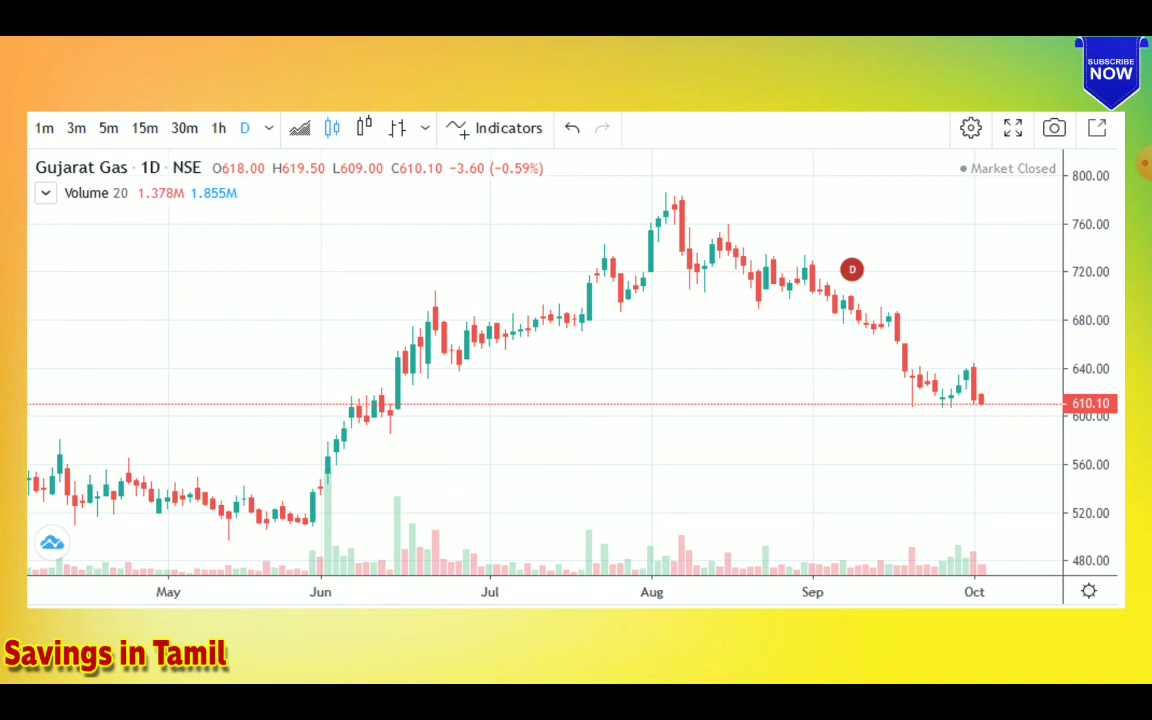 SUBSCRIBE
NOW
1m 3m 5m 15m 30m 1h D Indicators
Gujarat Gas · 1D · NSE O618.00 H619.50 L609.00 C610.10 −3.60 (−0.59%) Market Closed
Volume 20 1.378M 1.855M
800.00
760.00
D
720.00
680.00
640.00
610.10
600.00
560.00
520.00
480.00
May Jun Jul Aug Sep Oct
Savings in Tamil